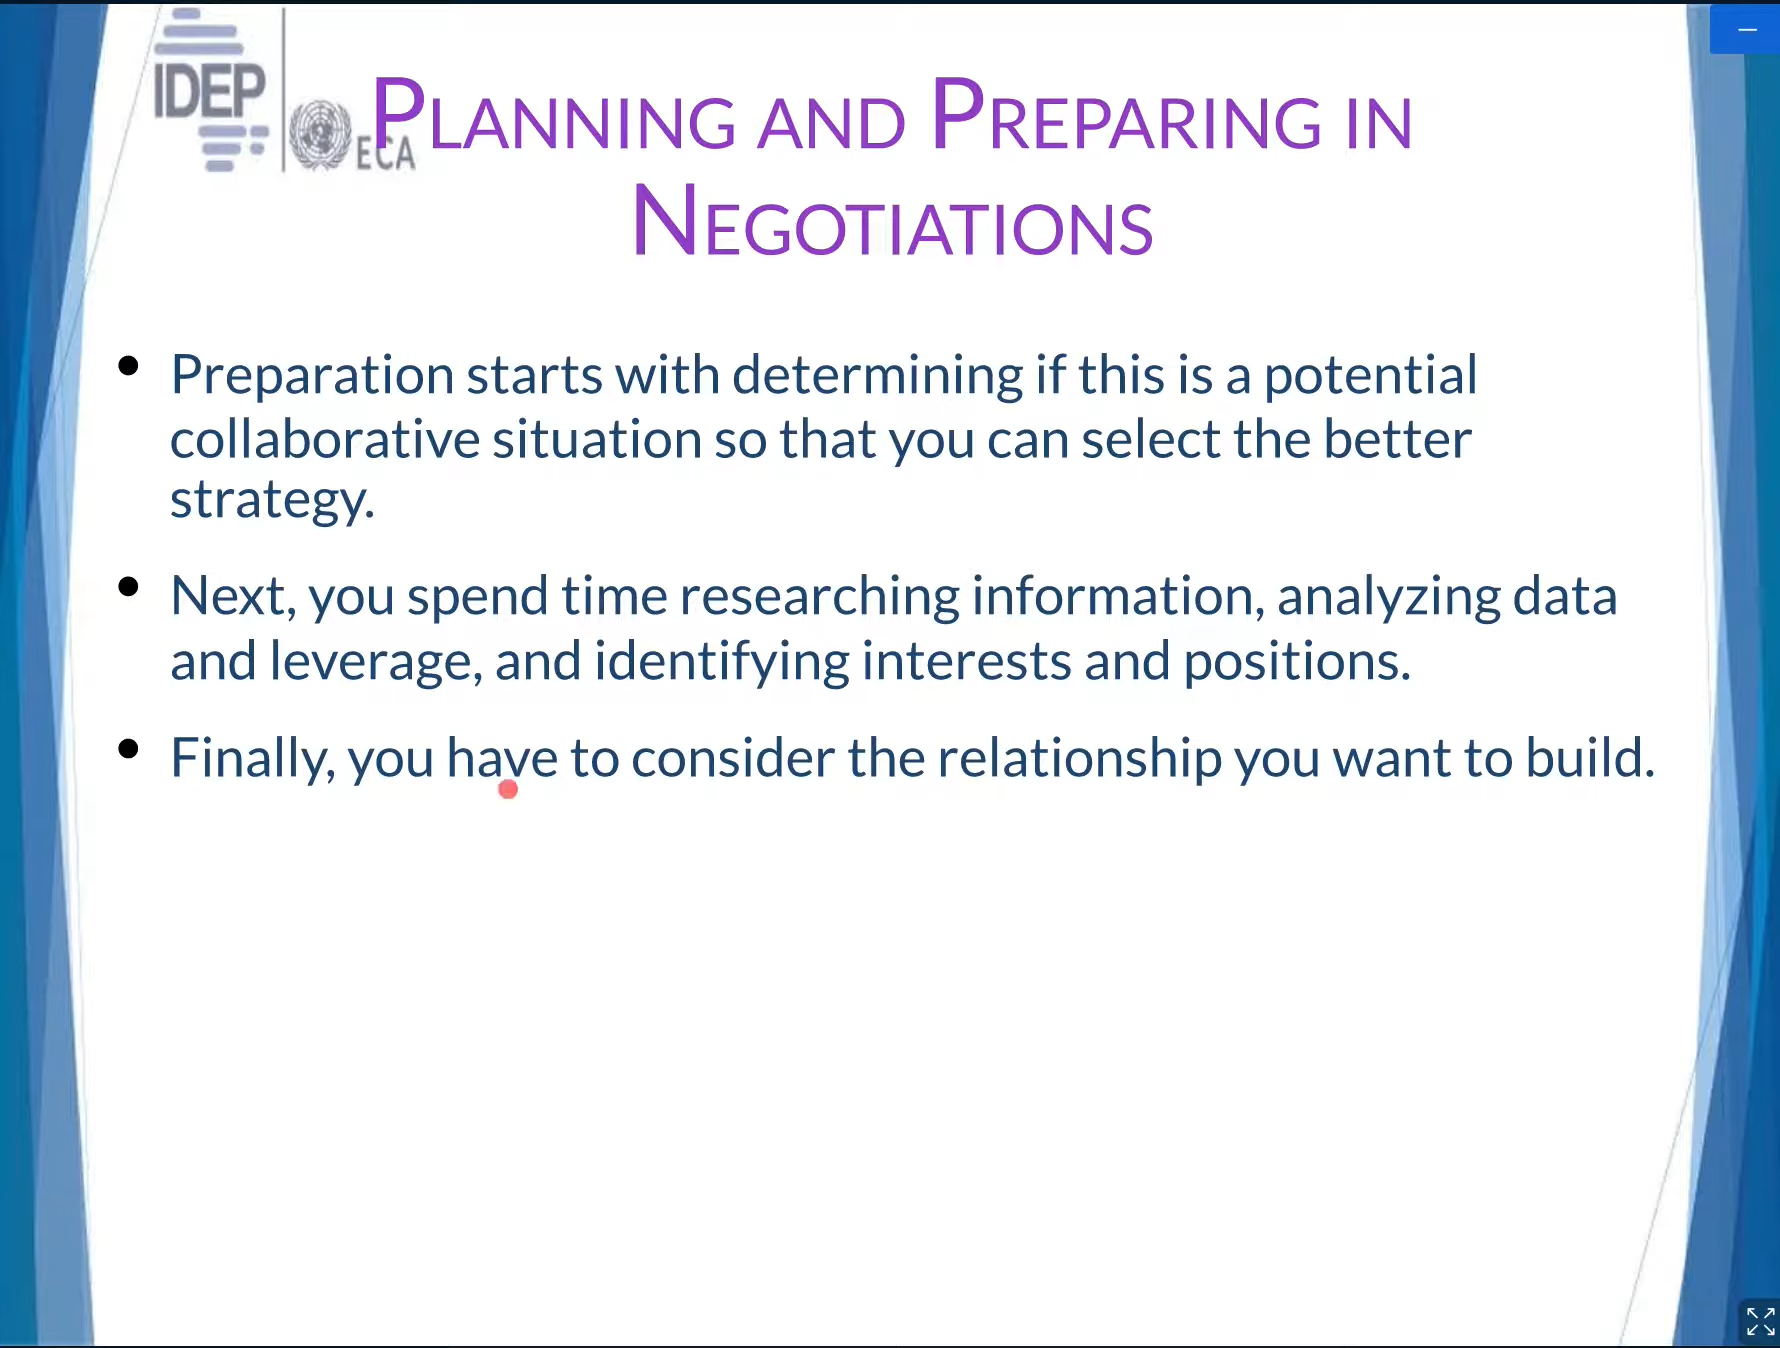 IDEP
ECA
PLANNING AND PREPARING IN
NEGOTIATIONS
• Preparation starts with determining if this is a potential
collaborative situation so that you can select the better
strategy.
• Next, you spend time researching information, analyzing data
and leverage, and identifying interests and positions.
• Finally, you have to consider the relationship you want to build.